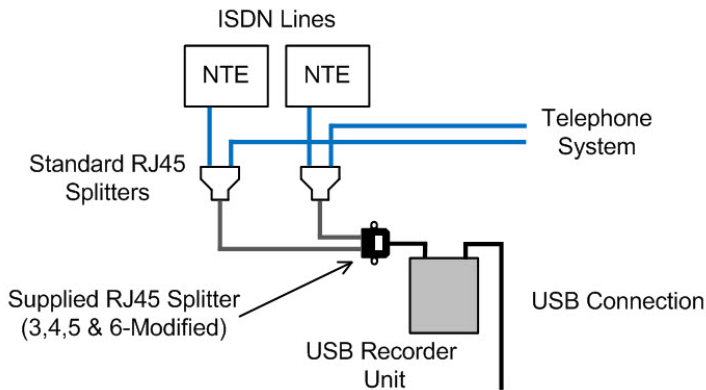 ISDN Lines
NTE
NTE
Telephone
System
Standard RJ45
Splitters
Supplied RJ45 Splitter
(3,4,5 & 6-Modified)
USB Connection
USB Recorder
Unit